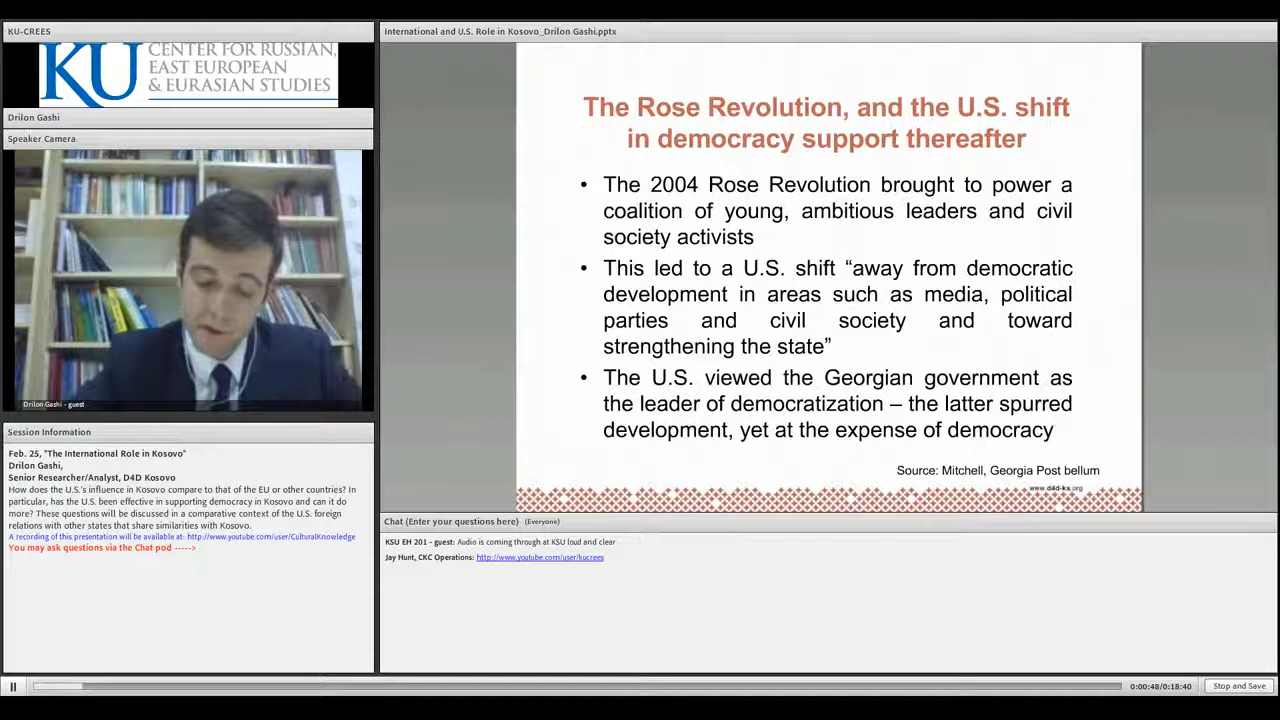 KU-CREES
KU
CENTER FOR RUSSIAN,
EAST EUROPEAN
& EURASIAN STUDIES
Drilon Gashi
Speaker Camera
Drilon Gashi - guest
Session Information
Feb. 25, "The International Role in Kosovo"
Drilon Gashi,
Senior Researcher/Analyst, D4D Kosovo
How does the U.S.'s influence in Kosovo compare to that of the EU or other countries? In
particular, has the U.S. been effective in supporting democracy in Kosovo and can it do
more? These questions will be discussed in a comparative context of the U.S. foreign
relations with other states that share similarities with Kosovo.
A recording of this presentation will be available at: http://www.youtube.com/user/CulturalKnowledge
You may ask questions via the Chat pod ----->
International and U.S. Role in Kosovo_Drilon Gashi.pptx
The Rose Revolution, and the U.S. shift
in democracy support thereafter
• The 2004 Rose Revolution brought to power a
coalition of young, ambitious leaders and civil
society activists
• This led to a U.S. shift “away from democratic
development in areas such as media, political
parties and civil society and toward
strengthening the state”
• The U.S. viewed the Georgian government as
the leader of democratization – the latter spurred
development, yet at the expense of democracy
Source: Mitchell, Georgia Post bellum
www.d4d-ks.org
Chat (Enter your questions here) (Everyone)
KSU EH 201 - guest: Audio is coming through at KSU loud and clear
Jay Hunt, CKC Operations: http://www.youtube.com/user/kucrees
0:00:48/0:18:40
Stop and Save